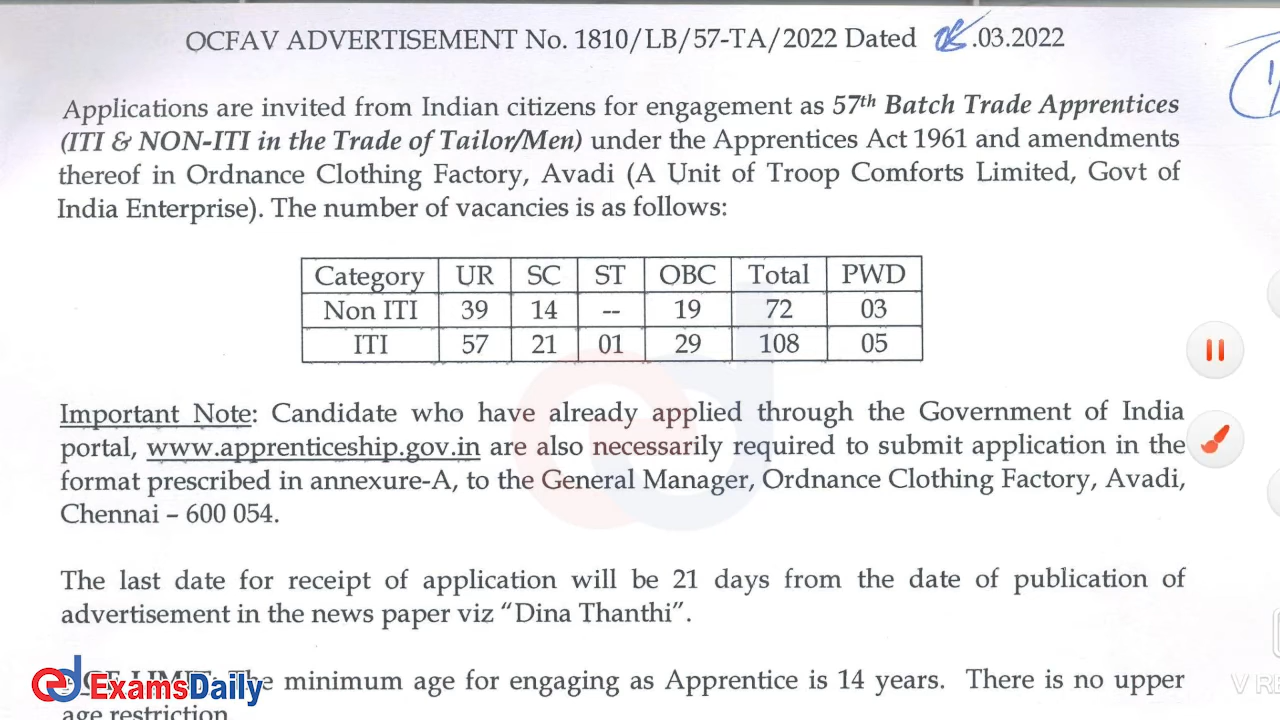 OCFAV ADVERTISEMENT No. 1810/LB/57-TA/2022 Dated .03.2022
Applications are invited from Indian citizens for engagement as 57th Batch Trade Apprentices
(ITI & NON-ITI in the Trade of Tailor/Men) under the Apprentices Act 1961 and amendments
thereof in Ordnance Clothing Factory, Avadi (A Unit of Troop Comforts Limited, Govt of
India Enterprise). The number of vacancies is as follows:
Category UR SC ST OBC Total PWD
Non ITI 39 14 -- 19 72 03
ITI 57 21 01 29 108 05
Important Note: Candidate who have already applied through the Government of India
portal, www.apprenticeship.gov.in are also necessarily required to submit application in the
format prescribed in annexure-A, to the General Manager, Ordnance Clothing Factory, Avadi,
Chennai – 600 054.
The last date for receipt of application will be 21 days from the date of publication of
advertisement in the news paper viz "Dina Thanthi".
minimum age for engaging as Apprentice is 14 years. There is no upper
age restriction
ExamsDaily
V RE